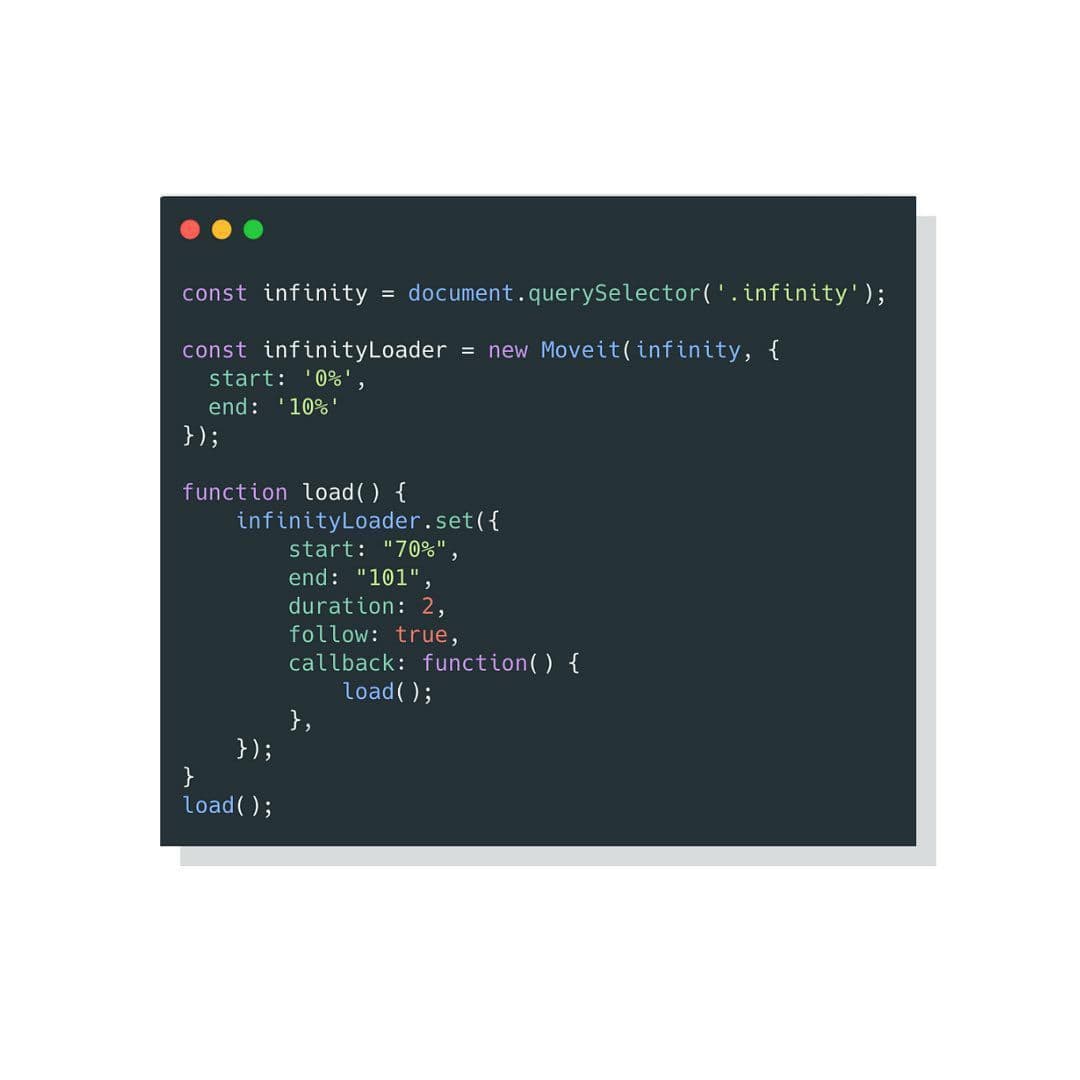 const infinity = document.querySelector('.infinity');

const infinityLoader = new Moveit(infinity, {
  start: '0%',
  end: '10%'
});

function load() {
    infinityLoader.set({
        start: "70%",
        end: "101",
        duration: 2,
        follow: true,
        callback: function() {
            load();
        },
    });
}
load();